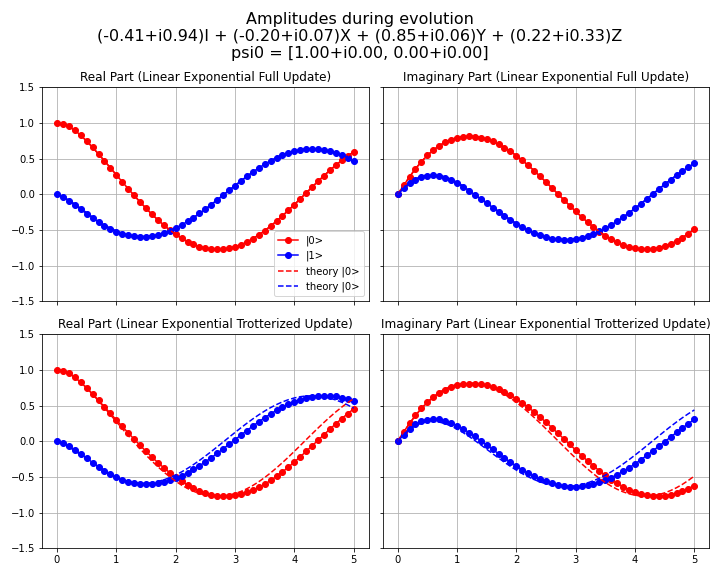 Amplitudes during evolution
(-0.41+i0.94)I + (-0.20+i0.07)X + (0.85+i0.06)Y + (0.22+i0.33)Z
psi0 = [1.00+i0.00, 0.00+i0.00]
Real Part (Linear Exponential Full Update)
Imaginary Part (Linear Exponential Full Update)
1.5
1.0
0.5
0.0
−0.5
−1.0
−1.5
|0>
|1>
theory |0>
theory |0>
Real Part (Linear Exponential Trotterized Update)
Imaginary Part (Linear Exponential Trotterized Update)
1.5
1.0
0.5
0.0
−0.5
−1.0
−1.5
0 1 2 3 4 5
0 1 2 3 4 5